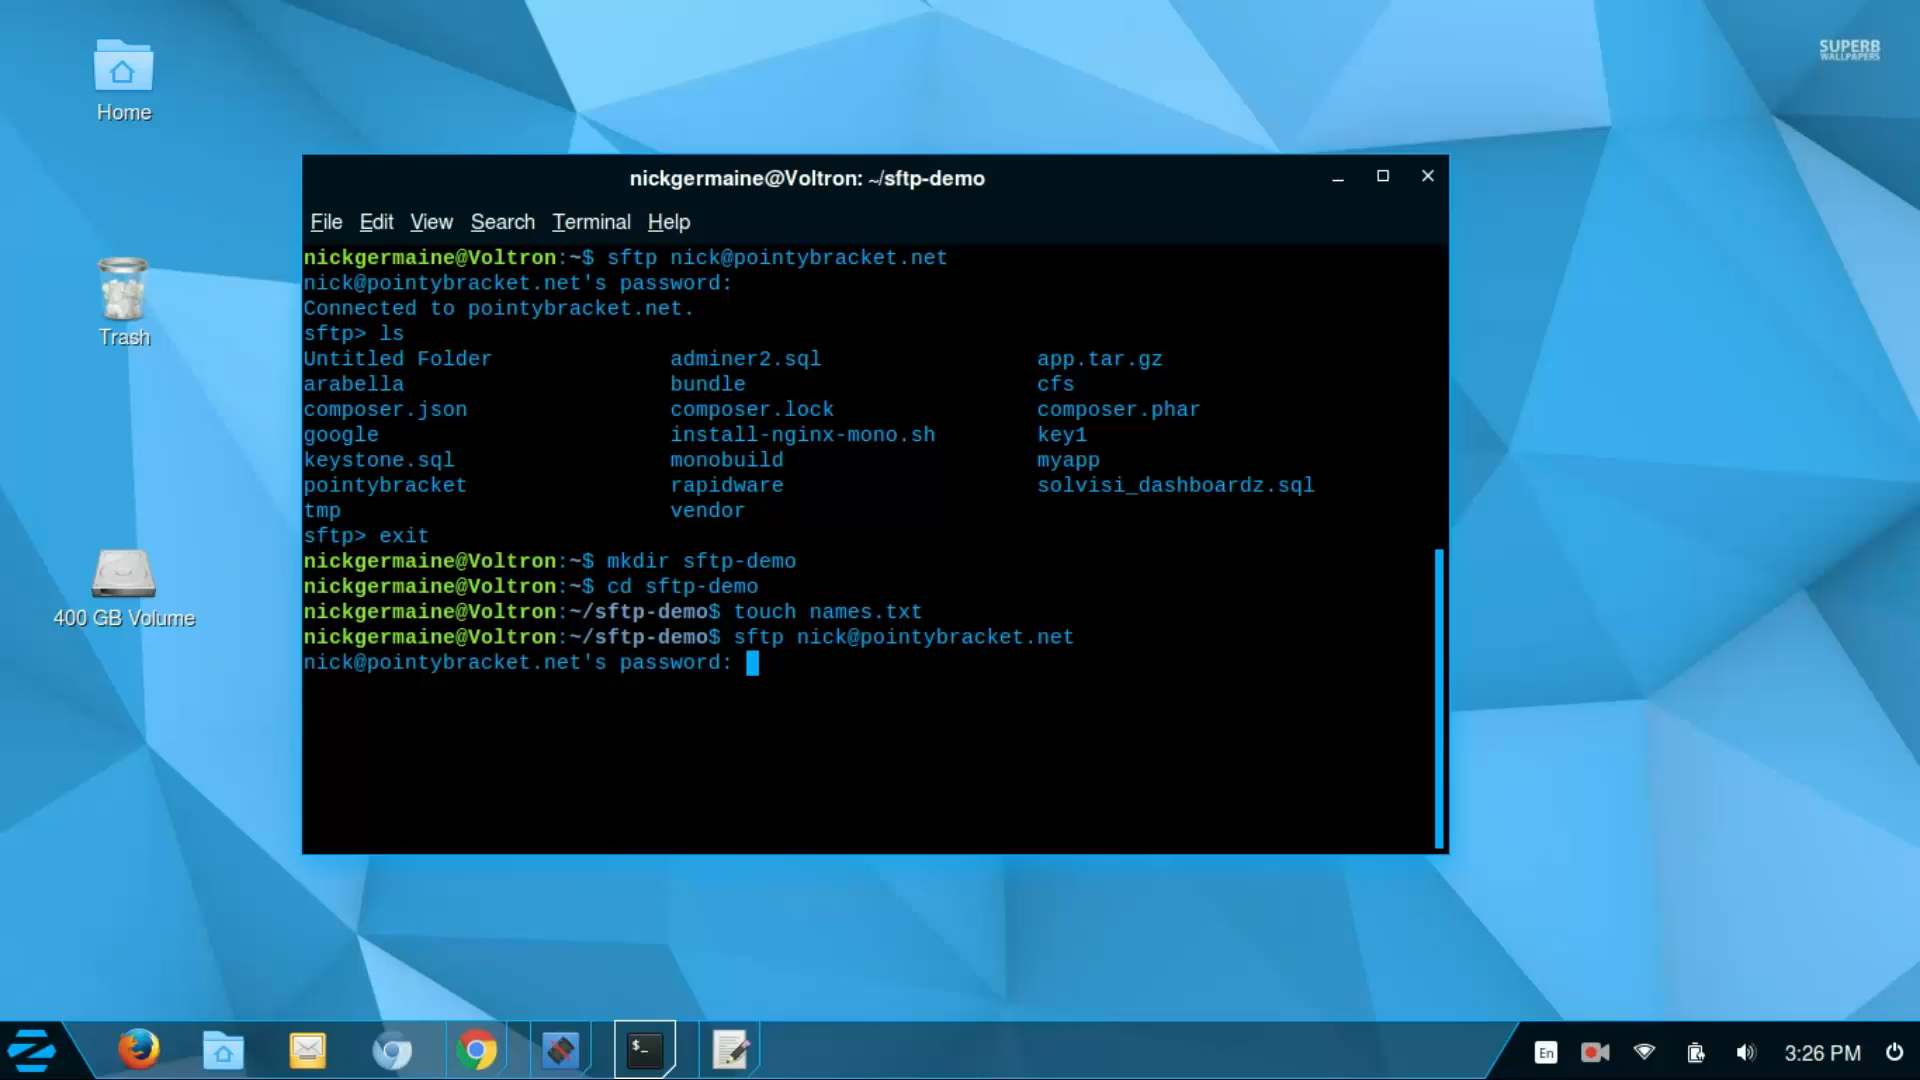 SUPERB
WALLPAPERS
Home
Trash
400 GB Volume
nickgermaine@Voltron: ~/sftp-demo
File Edit View Search Terminal Help
nickgermaine@Voltron:~$ sftp nick@pointybracket.net
nick@pointybracket.net's password:
Connected to pointybracket.net.
sftp> ls
Untitled Folder adminer2.sql app.tar.gz
arabella bundle cfs
composer.json composer.lock composer.phar
google install-nginx-mono.sh key1
keystone.sql monobuild myapp
pointybracket rapidware solvisi_dashboardz.sql
tmp vendor
sftp> exit
nickgermaine@Voltron:~$ mkdir sftp-demo
nickgermaine@Voltron:~$ cd sftp-demo
nickgermaine@Voltron:~/sftp-demo$ touch names.txt
nickgermaine@Voltron:~/sftp-demo$ sftp nick@pointybracket.net
nick@pointybracket.net's password:
$_
En
3:26 PM